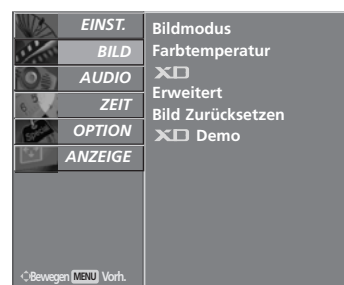 EINST.
BILD
AUDIO
ZEIT
OPTION
ANZEIGE
Bewegen MENU Vorh.
Bildmodus
Farbtemperatur
XD
Erweitert
Bild Zurücksetzen
XD Demo